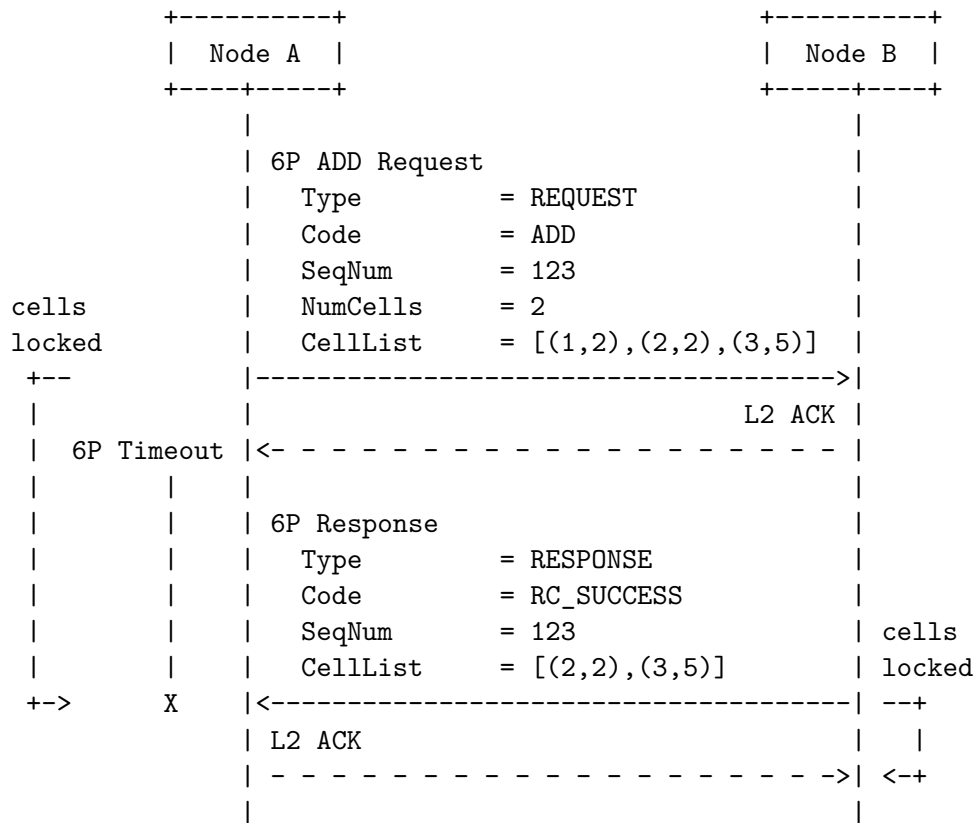 +----------+                           +----------+
|  Node A  |                           |  Node B  |
+----+-----+                           +-----+----+
|                                       |
| 6P ADD Request                        |
|   Type         = REQUEST              |
|   Code         = ADD                  |
|   SeqNum       = 123                  |
cells          |   NumCells     = 2                    |
locked         |   CellList     = [(1,2),(2,2),(3,5)]  |
+--           |-------------------------------------->|
|             |                                L2 ACK |
|  6P Timeout |<- - - - - - - - - - - - - - - - - - - |
|        |    |                                       |
|        |    | 6P Response                           |
|        |    |   Type         = RESPONSE             |
|        |    |   Code         = RC_SUCCESS           |
|        |    |   SeqNum       = 123                  | cells
|        |    |   CellList     = [(2,2),(3,5)]        | locked
+->      X    |<--------------------------------------| --+
| L2 ACK                                |   |
| - - - - - - - - - - - - - - - - - - ->| <-+
|                                       |